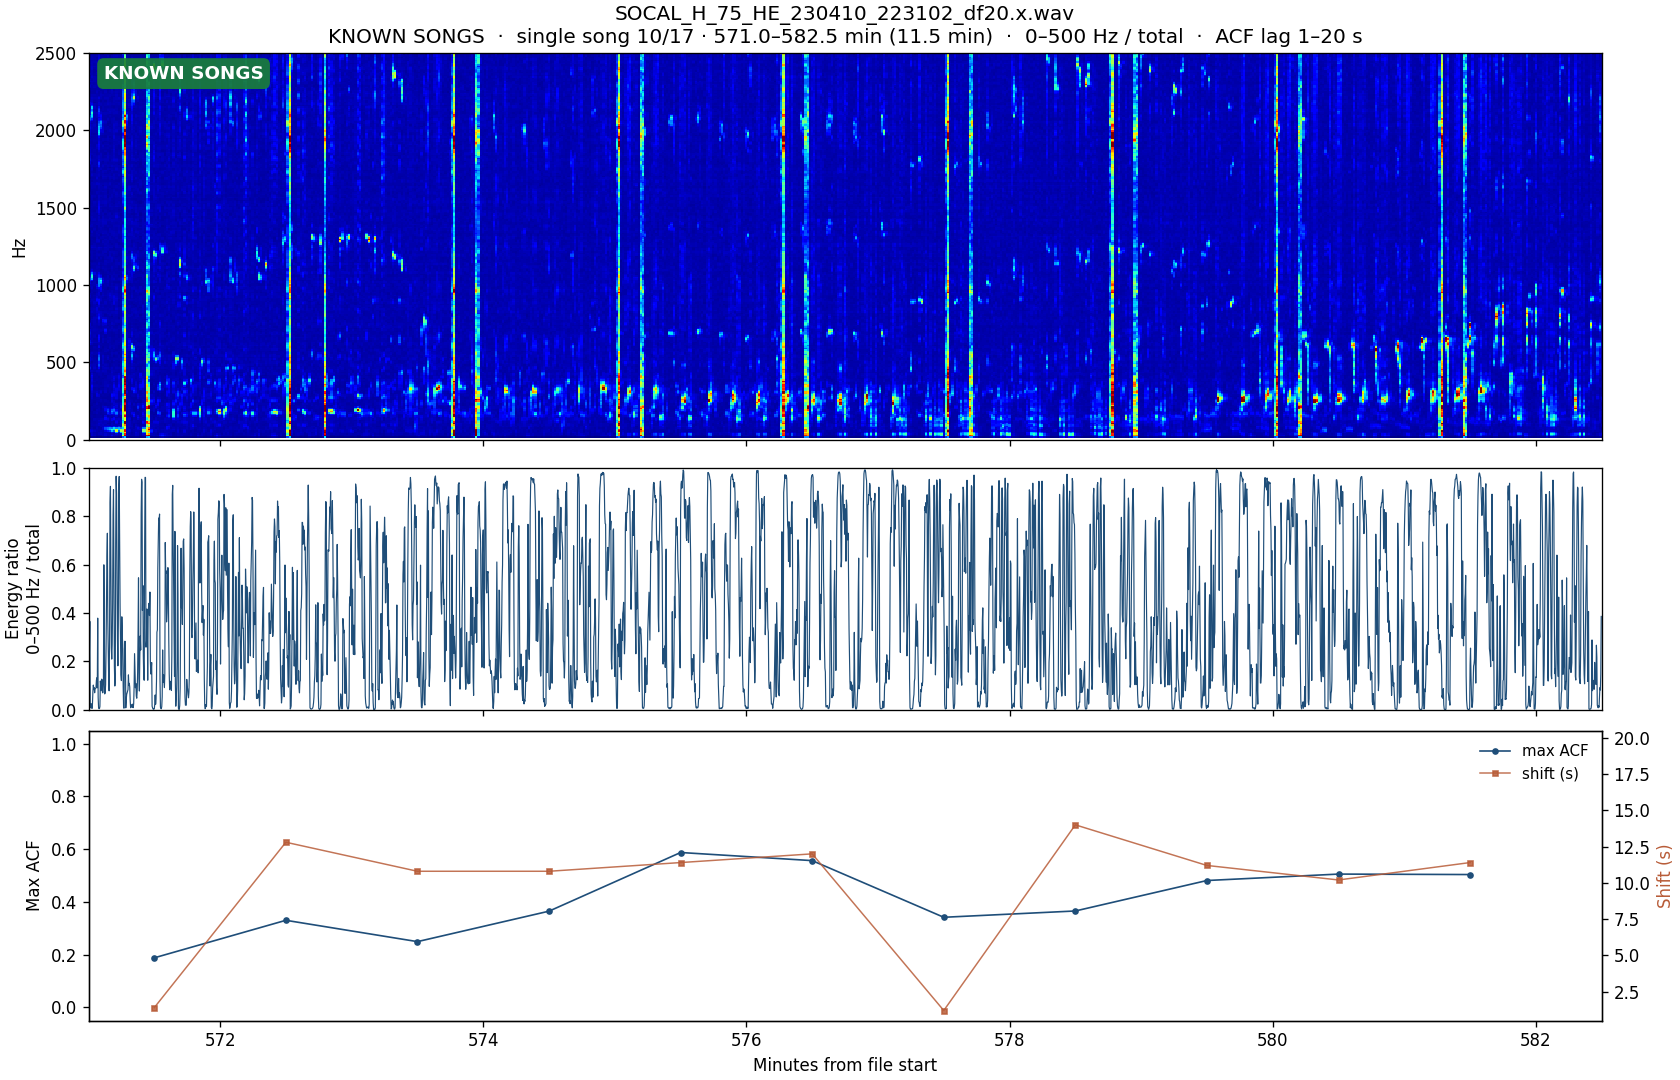 SOCAL_H_75_HE_230410_223102_df20.x.wav
KNOWN SONGS · single song 10/17 · 571.0–582.5 min (11.5 min) · 0–500 Hz / total · ACF lag 1–20 s
KNOWN SONGS
2500
2000
1500
1000
500
0
Hz
1.0
0.8
0.6
0.4
0.2
0.0
Energy ratio
0–500 Hz / total
1.0
0.8
0.6
0.4
0.2
0.0
Max ACF
max ACF
shift (s)
20.0
17.5
15.0
12.5
10.0
7.5
5.0
2.5
Shift (s)
572
574
576
578
580
582
Minutes from file start